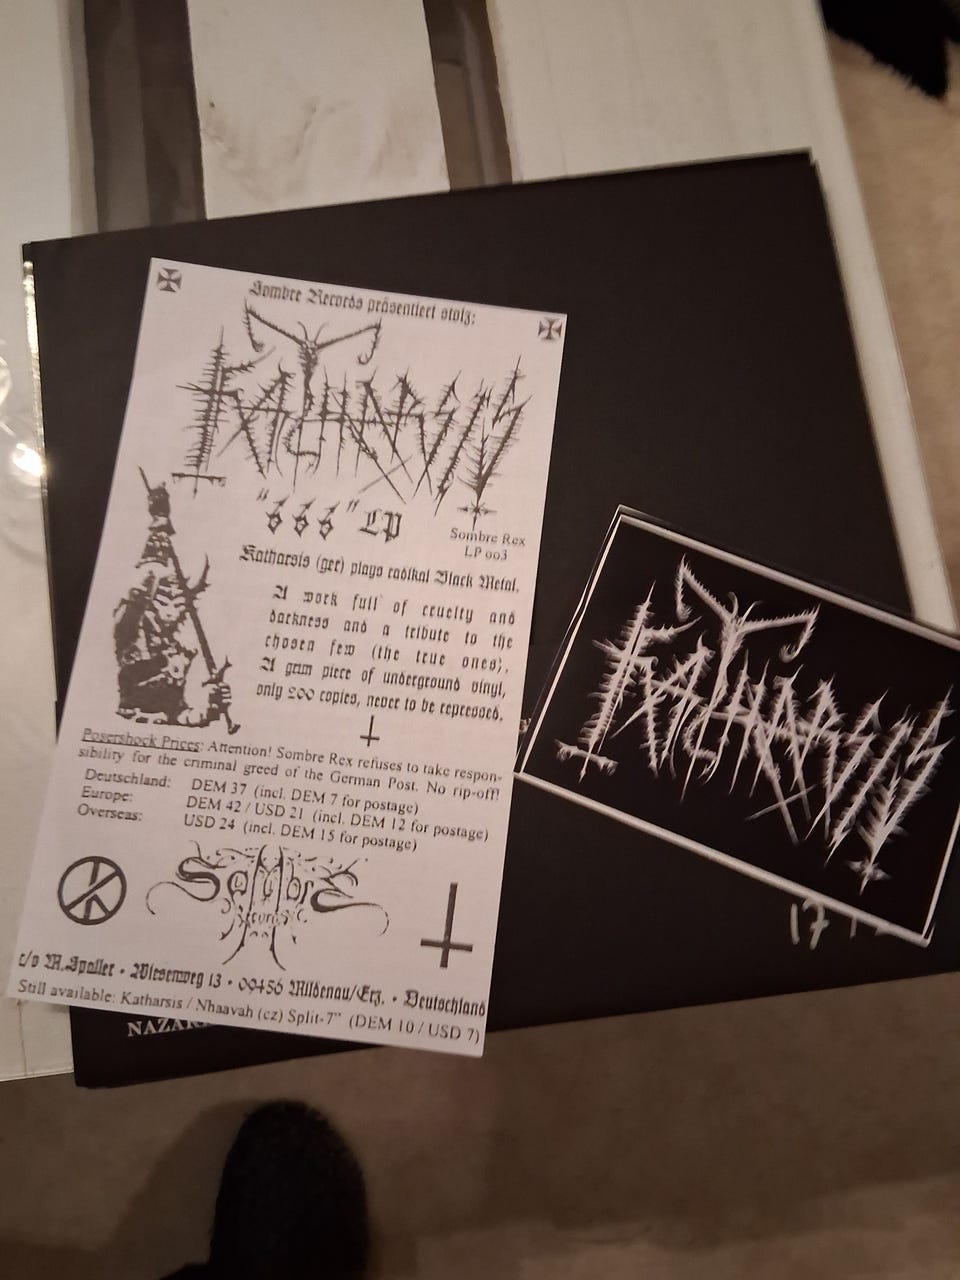 Sombre Records präsentiert stolz:
KATHARSIS
"666" LP
Sombre Rex
LP 003
Katharsis (ger) plays radikal Black Metal.
A work full of cruelty and
darkness and a tribute to the
chosen few (the true ones).
A grim piece of underground vinyl,
only 200 copies, never to be repressed.
Posershock Prices: Attention! Sombre Rex refuses to take respon-
sibility for the criminal greed of the German Post. No rip-off!
Deutschland: DEM 37 (incl. DEM 7 for postage)
Europe: DEM 42 / USD 21 (incl. DEM 12 for postage)
Overseas: USD 24 (incl. DEM 15 for postage)
Sombre
Records
c/o M.Spaller • Wiesenweg 13 • 09456 Mildenau/Erz. • Deutschland
Still available: Katharsis / Nhaavah (cz) Split-7" (DEM 10 / USD 7)
KATHARSIS
17